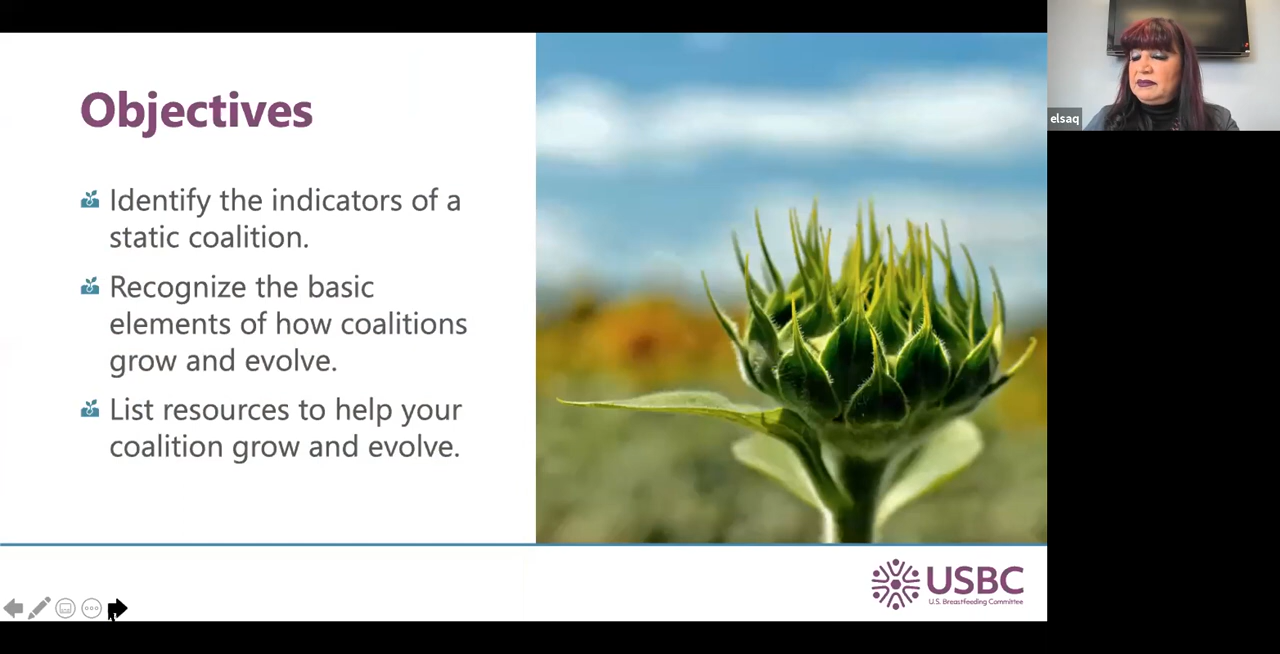 Objectives
Identify the indicators of a
static coalition.
Recognize the basic
elements of how coalitions
grow and evolve.
List resources to help your
coalition grow and evolve.
elsaq
USBC
U.S. Breastfeeding Committee